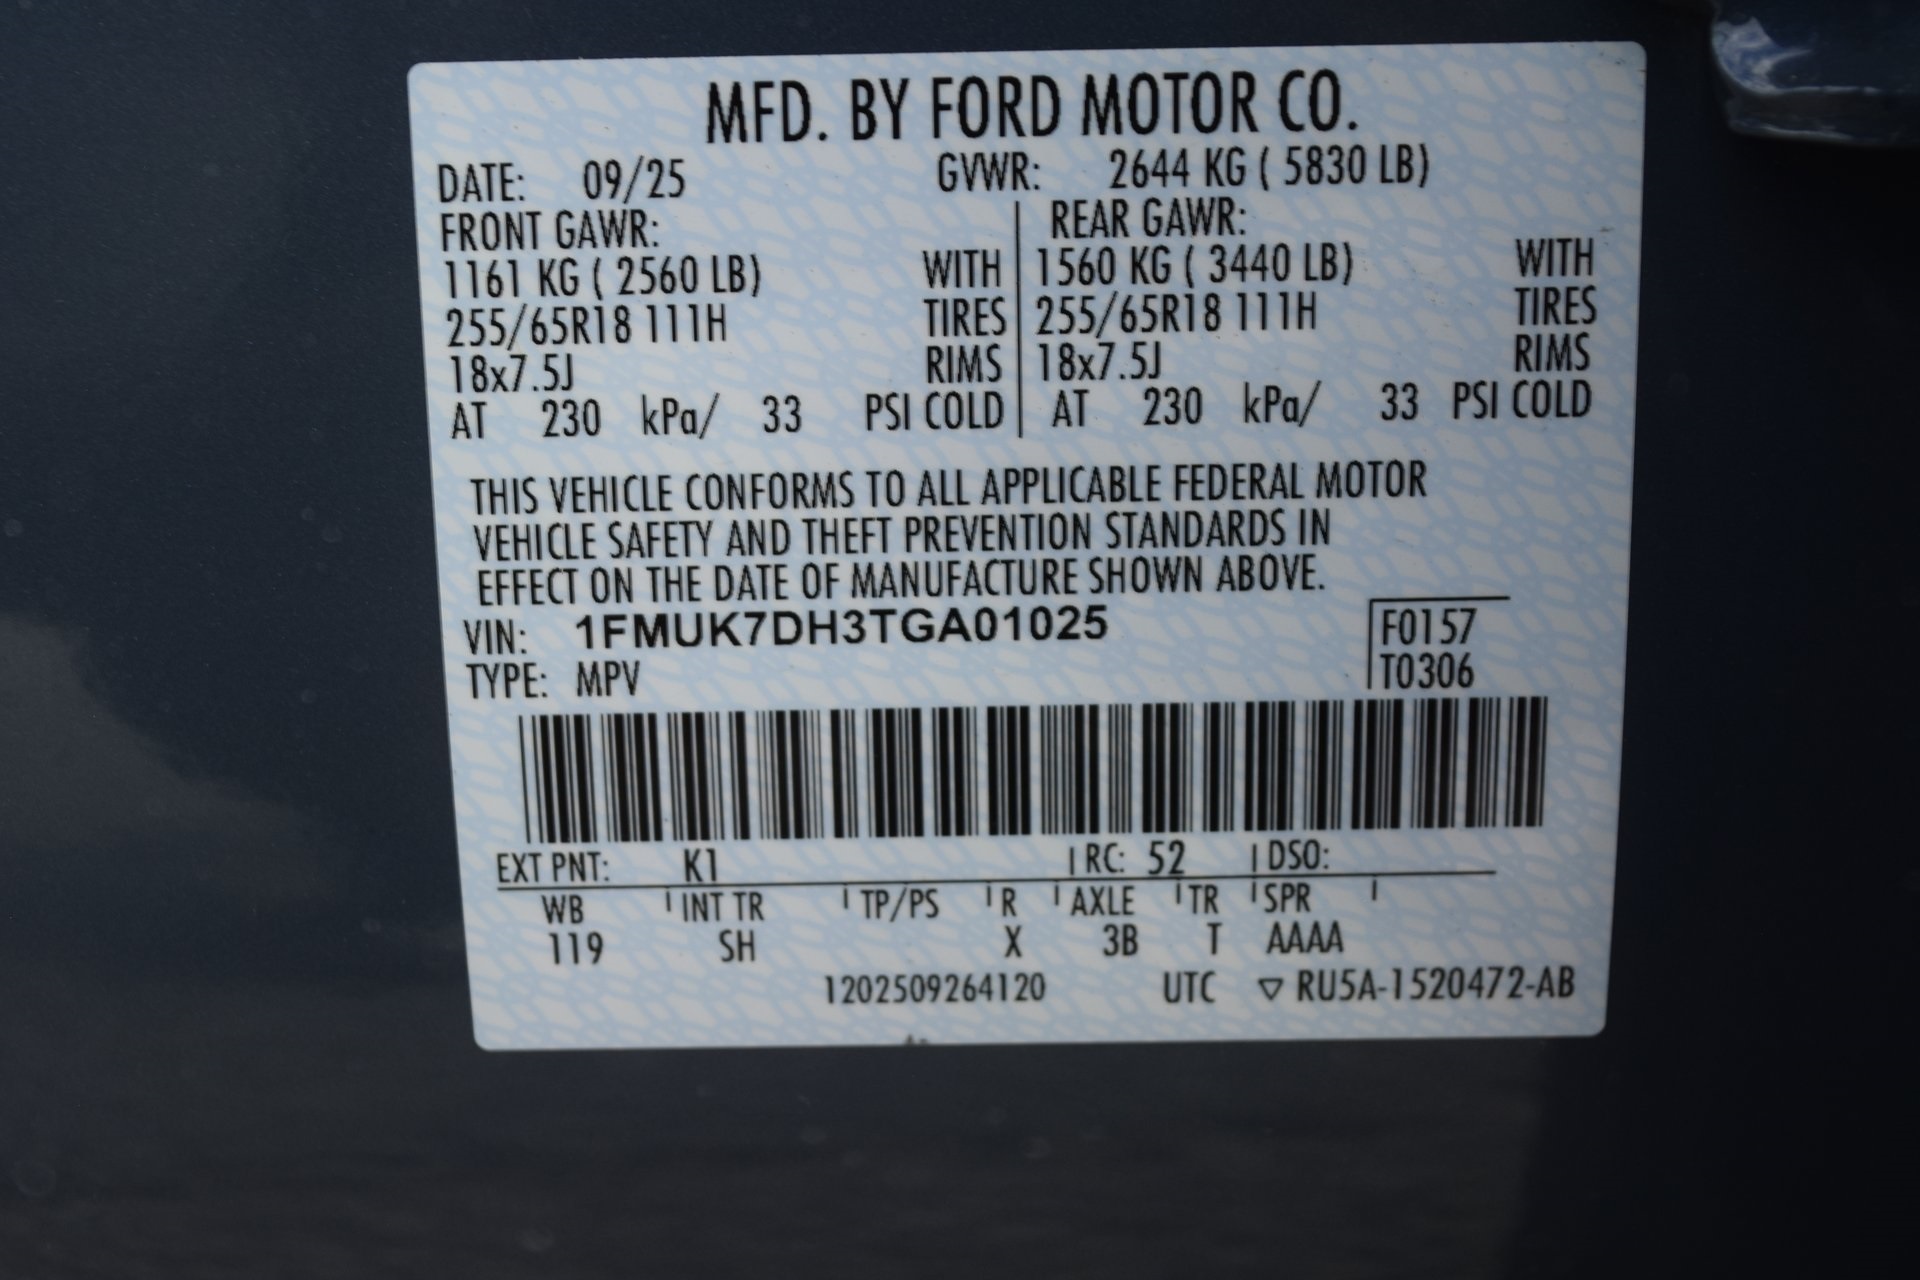 MFD. BY FORD MOTOR CO.
DATE: 09/25 GVWR: 2644 KG ( 5830 LB)
FRONT GAWR: REAR GAWR:
1161 KG ( 2560 LB) WITH 1560 KG ( 3440 LB) WITH
255/65R18 111H TIRES 255/65R18 111H TIRES
18x7.5J RIMS 18x7.5J RIMS
AT 230 kPa/ 33 PSI COLD AT 230 kPa/ 33 PSI COLD
THIS VEHICLE CONFORMS TO ALL APPLICABLE FEDERAL MOTOR
VEHICLE SAFETY AND THEFT PREVENTION STANDARDS IN
EFFECT ON THE DATE OF MANUFACTURE SHOWN ABOVE.
VIN: 1FMUK7DH3TGA01025 F0157
TYPE: MPV T0306
EXT PNT: K1 RC: 52 DSO:
WB INT TR TP/PS R AXLE TR SPR
119 SH X 3B T AAAA
1202509264120 UTC ▽ RU5A-1520472-AB